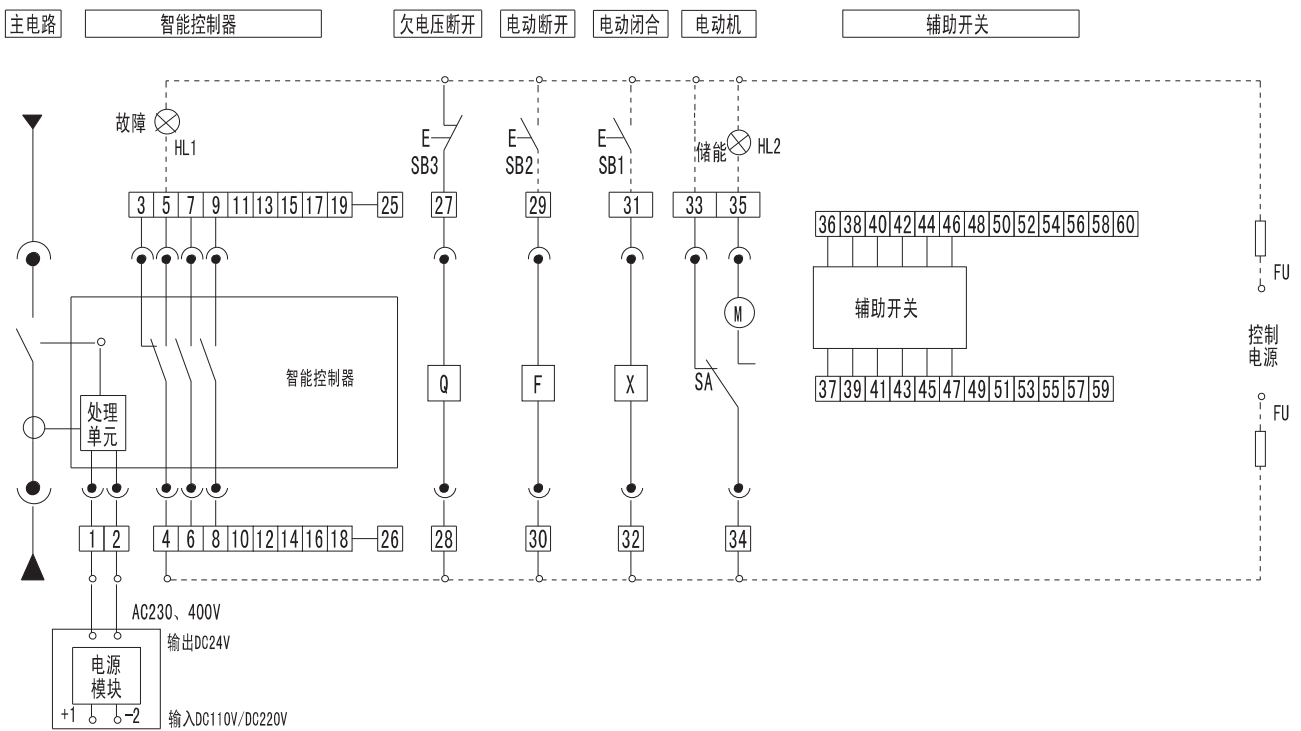 主电路 智能控制器 欠电压断开 电动断开 电动闭合 电动机 辅助开关
故障 HL1
E SB3
E SB2
E SB1
储能 HL2
3 5 7 9 11 13 15 17 19 25 27 29 31 33 35
36 38 40 42 44 46 48 50 52 54 56 58 60
FU
M
辅助开关
控制
电源
智能控制器
Q F X SA
37 39 41 43 45 47 49 51 53 55 57 59
FU
处理
单元
1 2 4 6 8 10 12 14 16 18 26 28 30 32 34
AC230、400V
输出DC24V
电源
模块
+1 -2
输入DC110V/DC220V